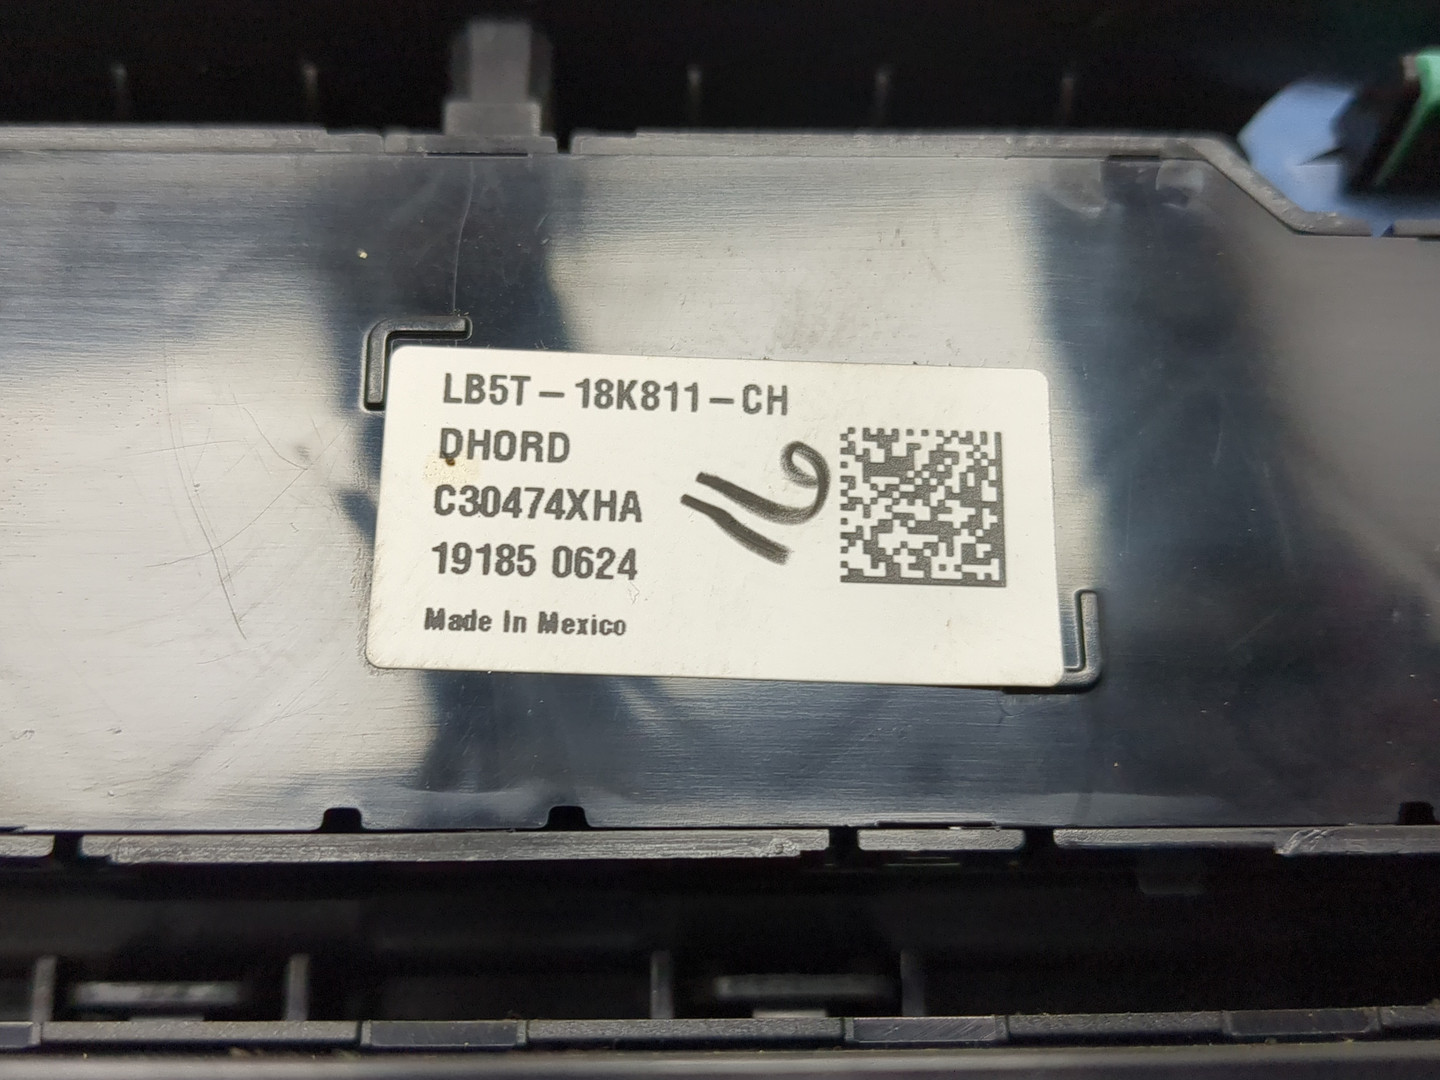 LB5T-18K811-CH
DHORD
C30474XHA
19185 0624
Made In Mexico